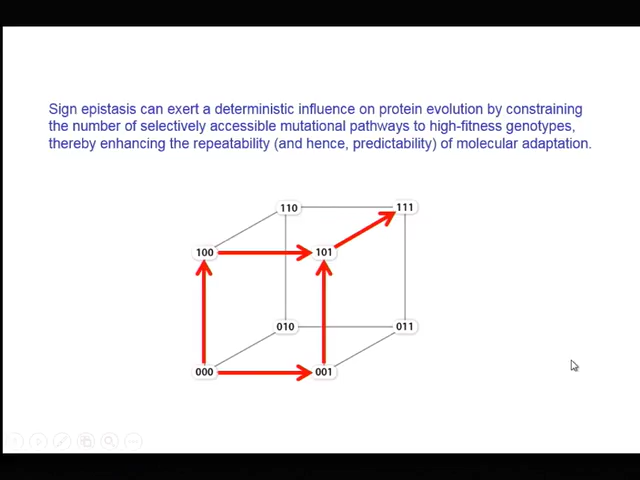 Sign epistasis can exert a deterministic influence on protein evolution by constraining
the number of selectively accessible mutational pathways to high-fitness genotypes,
thereby enhancing the repeatability (and hence, predictability) of molecular adaptation.
110
111
100
101
010
011
000
001